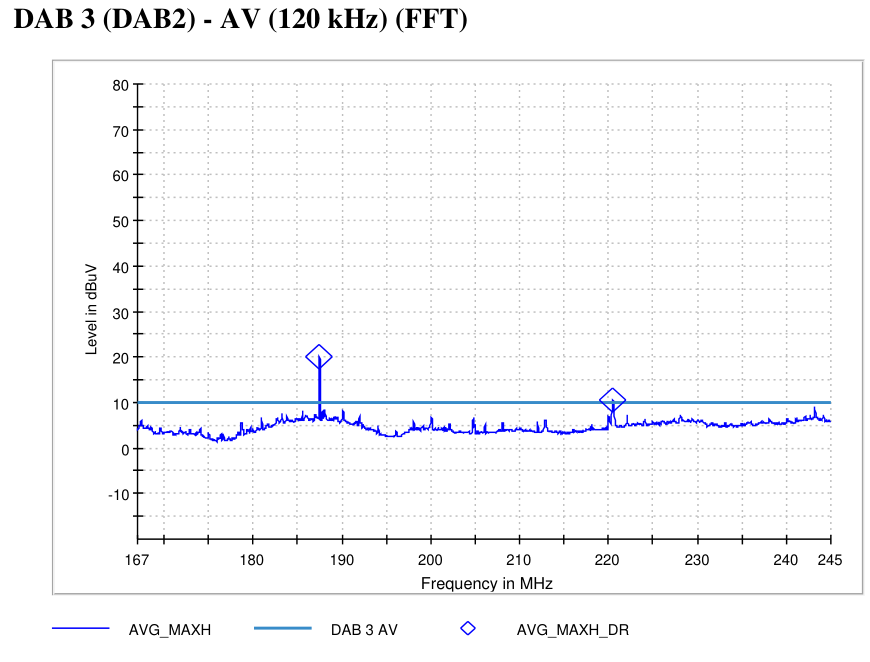 DAB 3 (DAB2) - AV (120 kHz) (FFT)
80
70
60
50
40
30
20
10
0
-10
Level in dBuV
167 180 190 200 210 220 230 240 245
Frequency in MHz
AVG_MAXH DAB 3 AV AVG_MAXH_DR